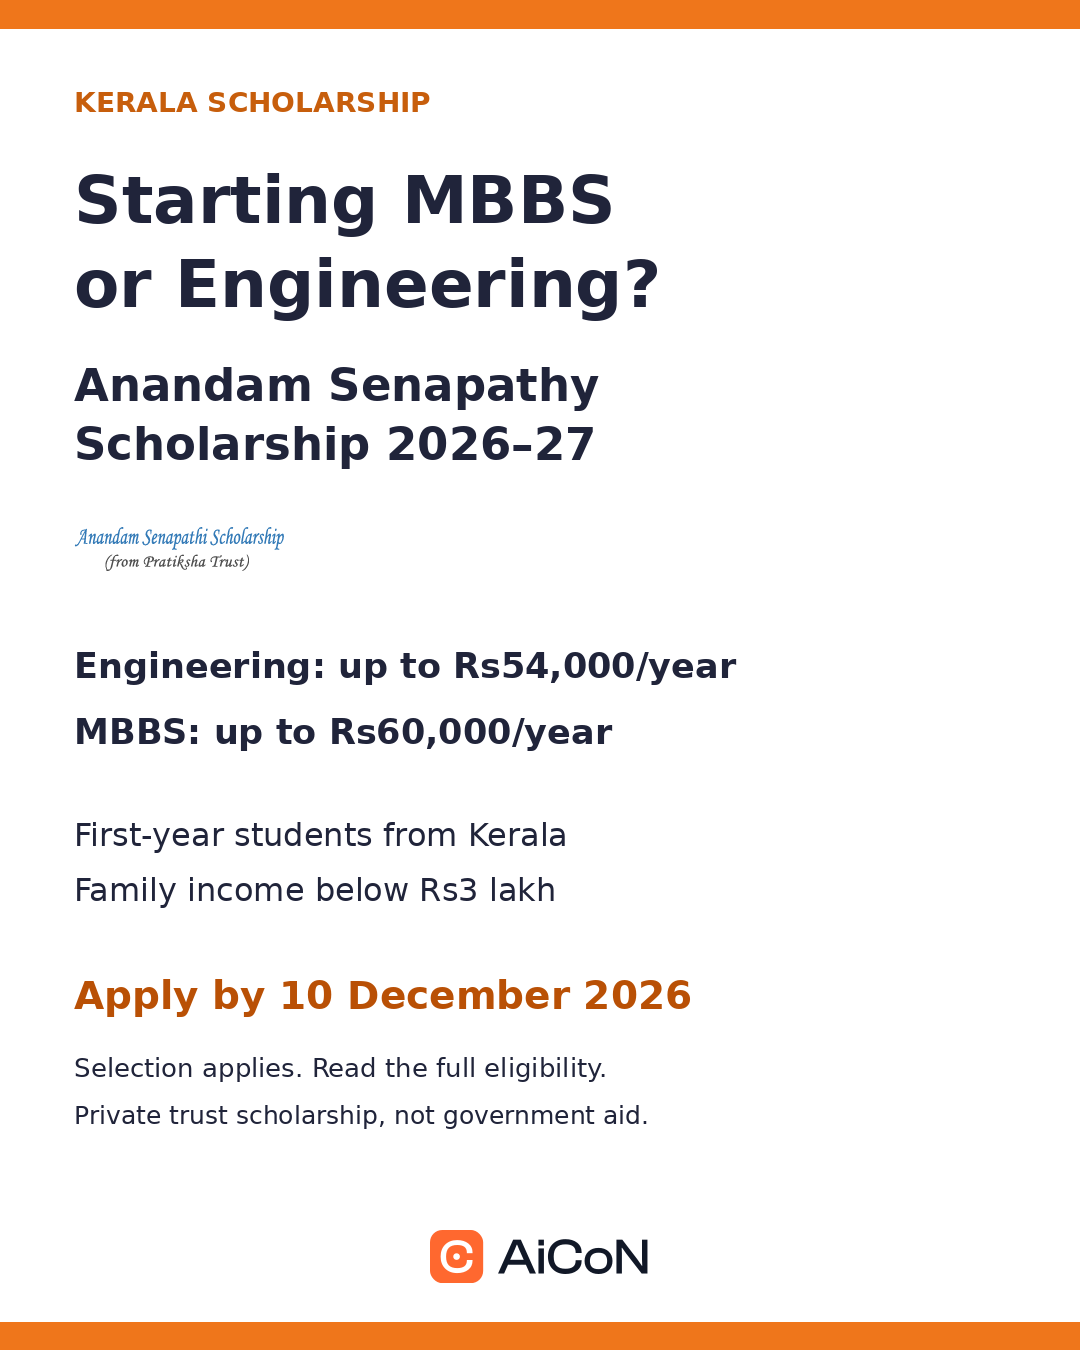 KERALA SCHOLARSHIP
Starting MBBS
or Engineering?
Anandam Senapathy
Scholarship 2026–27
Anandam Senapathi Scholarship
(from Pratiksha Trust)
Engineering: up to Rs54,000/year
MBBS: up to Rs60,000/year
First-year students from Kerala
Family income below Rs3 lakh
Apply by 10 December 2026
Selection applies. Read the full eligibility.
Private trust scholarship, not government aid.
AiCoN